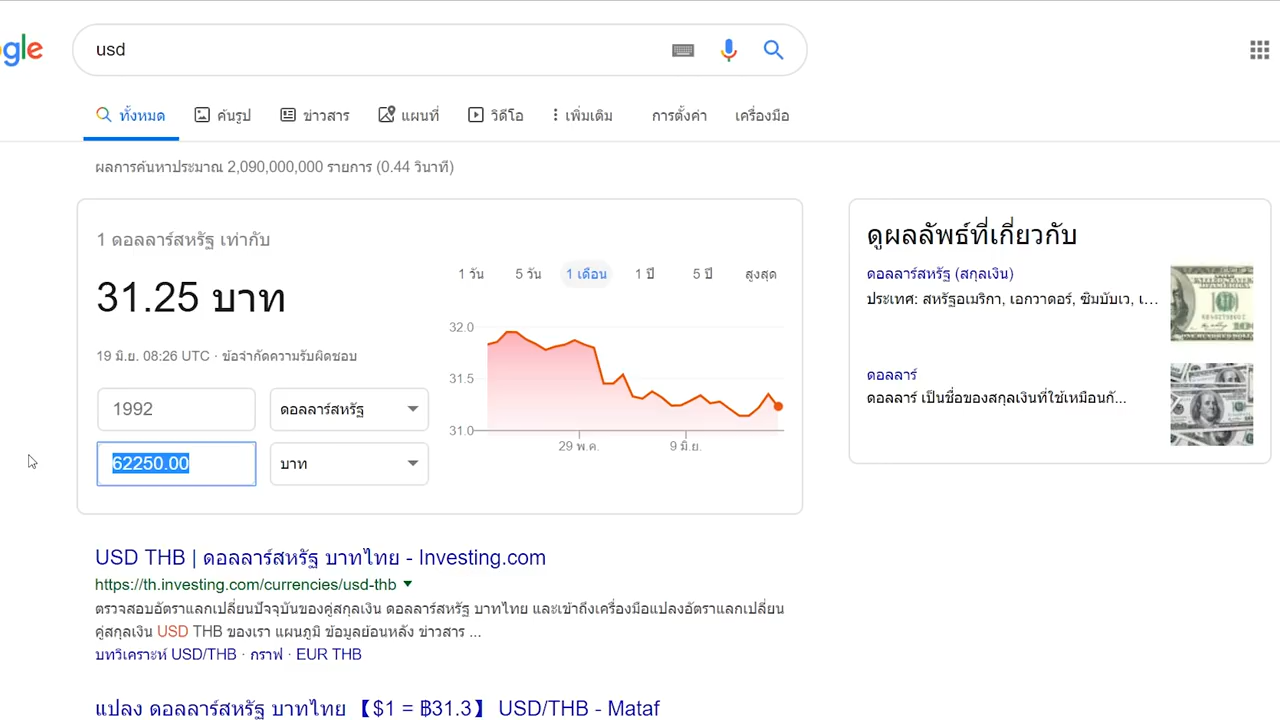 gle
usd
ทั้งหมด ค้นรูป ข่าวสาร แผนที่ วิดีโอ เพิ่มเติม การตั้งค่า เครื่องมือ
ผลการค้นหาประมาณ 2,090,000,000 รายการ (0.44 วินาที)
1 ดอลลาร์สหรัฐ เท่ากับ
31.25 บาท
19 มิ.ย. 08:26 UTC · ข้อจำกัดความรับผิดชอบ
1992 ดอลลาร์สหรัฐ
62250.00 บาท
1 วัน 5 วัน 1 เดือน 1 ปี 5 ปี สูงสุด
32.0
31.5
31.0
29 พ.ค. 9 มิ.ย.
USD THB | ดอลลาร์สหรัฐ บาทไทย - Investing.com
https://th.investing.com/currencies/usd-thb
ตรวจสอบอัตราแลกเปลี่ยนปัจจุบันของคู่สกุลเงิน ดอลลาร์สหรัฐ บาทไทย และเข้าถึงเครื่องมือแปลงอัตราแลกเปลี่ยน
คู่สกุลเงิน USD THB ของเรา แผนภูมิ ข้อมูลย้อนหลัง ข่าวสาร ...
บทวิเคราะห์ USD/THB · กราฟ · EUR THB
แปลง ดอลลาร์สหรัฐ บาทไทย 【$1 = ฿31.3】 USD/THB - Mataf
ดูผลลัพธ์ที่เกี่ยวกับ
ดอลลาร์สหรัฐ (สกุลเงิน)
ประเทศ: สหรัฐอเมริกา, เอกวาดอร์, ซิมบับเว, เ...
ดอลลาร์
ดอลลาร์ เป็นชื่อของสกุลเงินที่ใช้เหมือนกั...